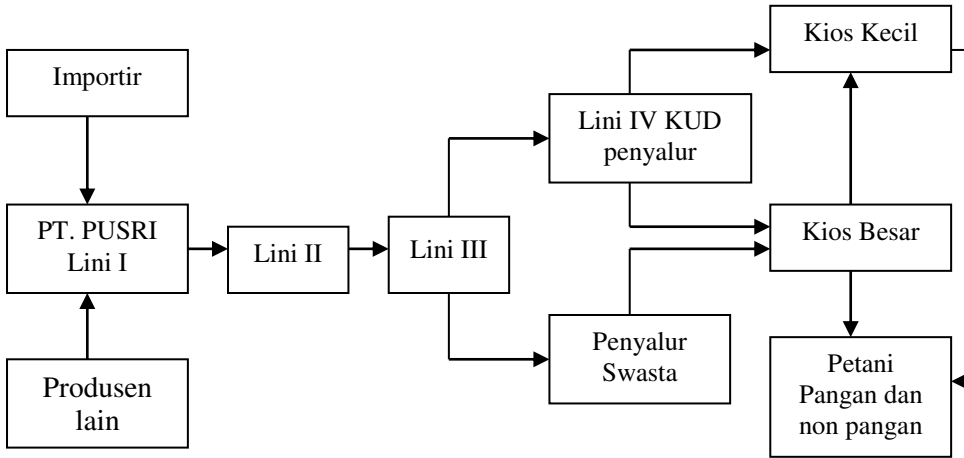 Importir
PT. PUSRI
Lini I
Produsen
lain
Lini II
Lini III
Lini IV KUD
penyalur
Penyalur
Swasta
Kios Kecil
Kios Besar
Petani
Pangan dan
non pangan